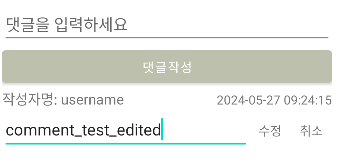 댓글을 입력하세요
댓글작성
작성자명: username 2024-05-27 09:24:15
comment_test_edited 수정 취소